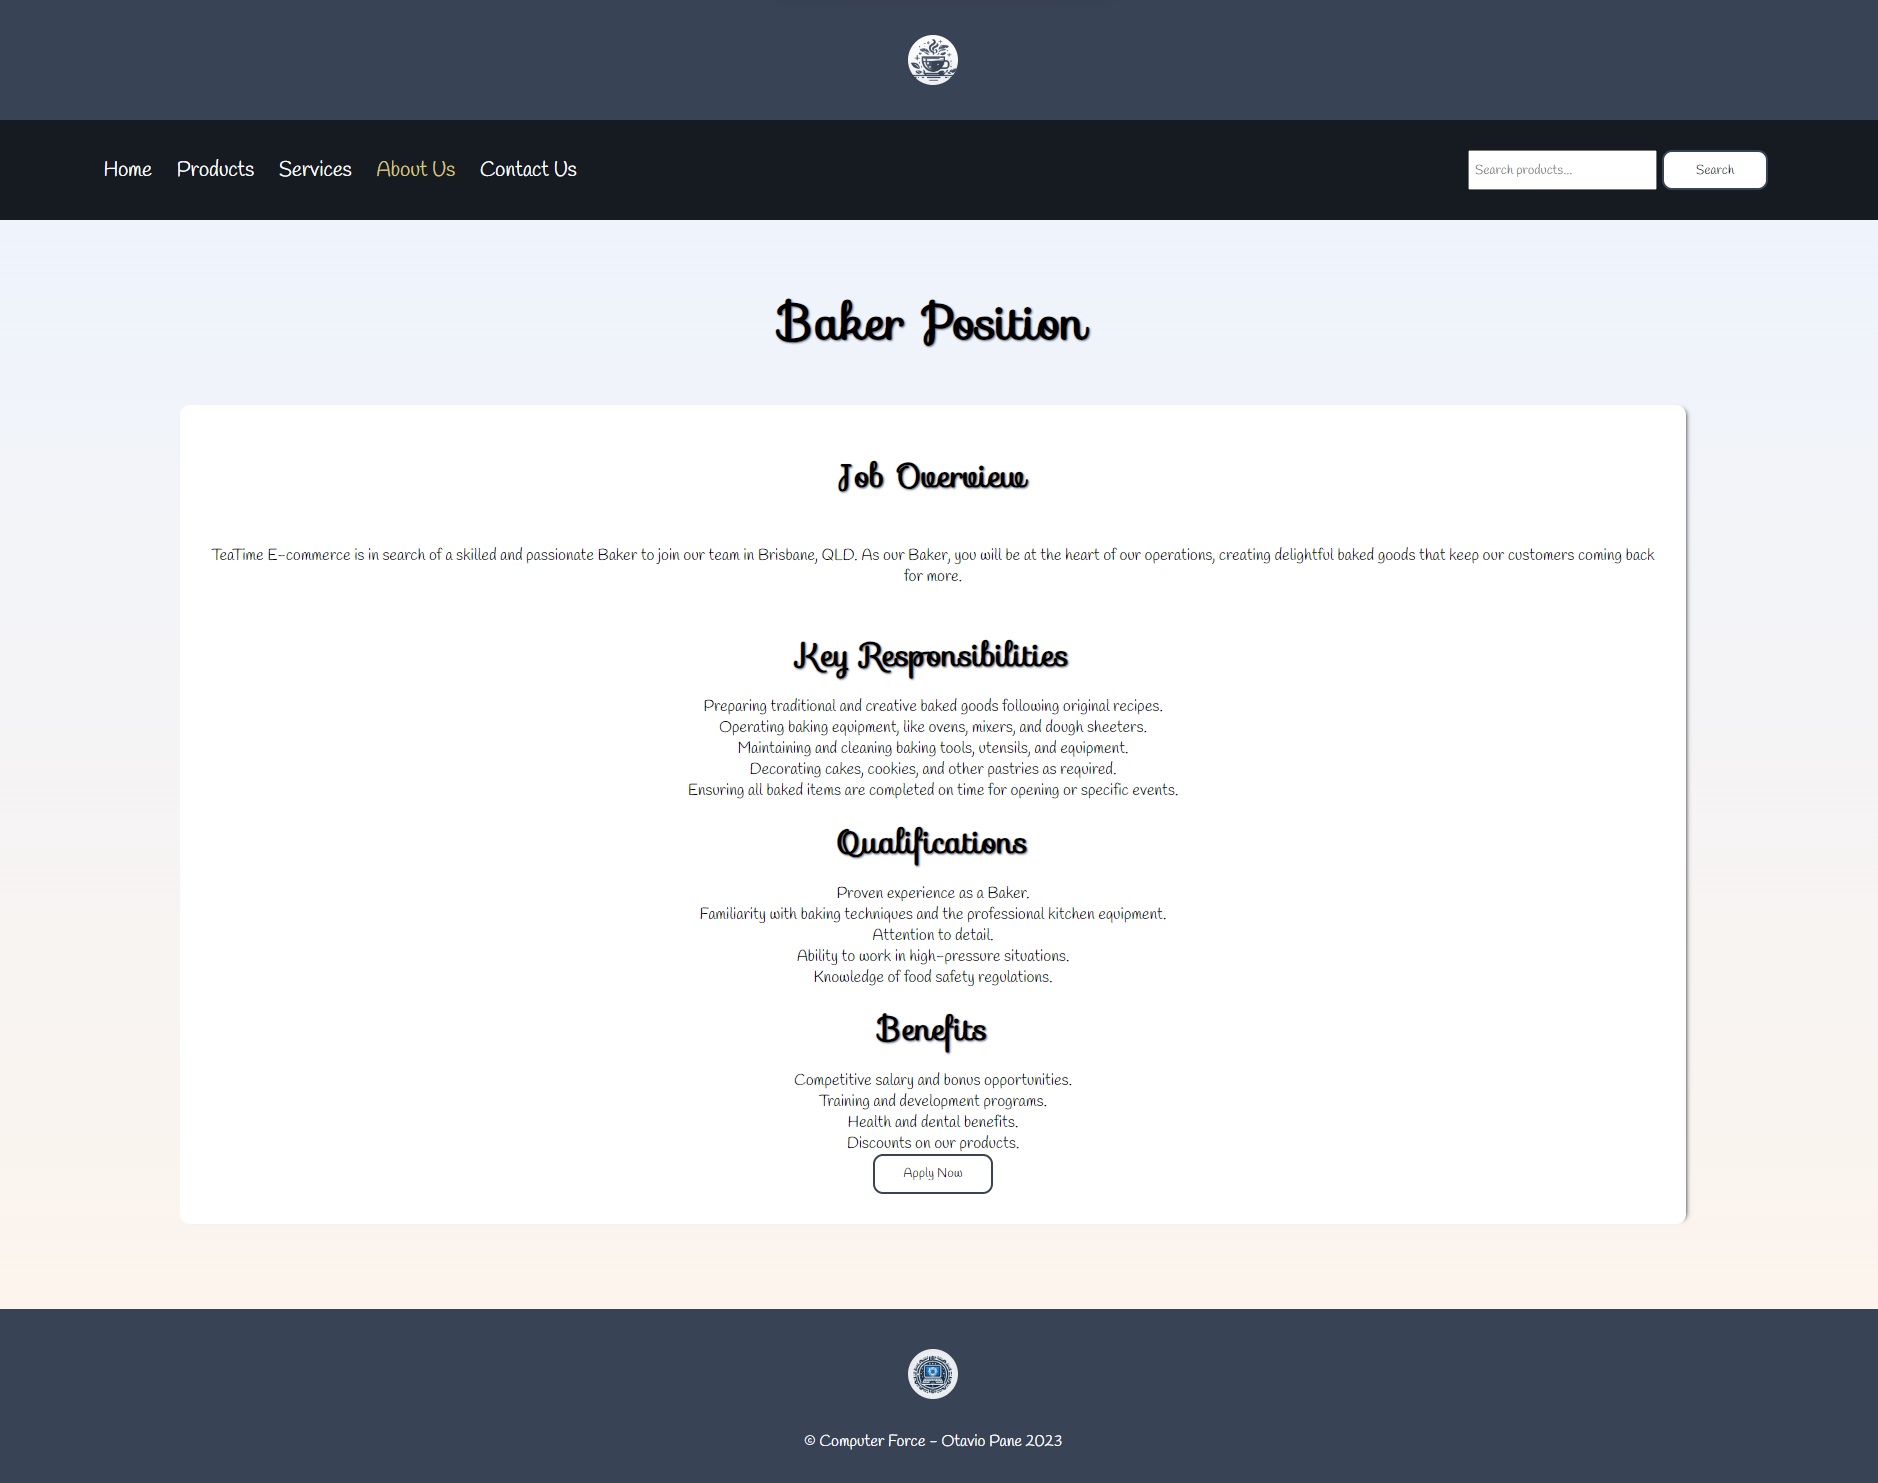 Home Products Services About Us Contact Us
Search products...
Search
Baker Position
Job Overview
TeaTime E-commerce is in search of a skilled and passionate Baker to join our team in Brisbane, QLD. As our Baker, you will be at the heart of our operations, creating delightful baked goods that keep our customers coming back
for more.
Key Responsibilities
Preparing traditional and creative baked goods following original recipes.
Operating baking equipment, like ovens, mixers, and dough sheeters.
Maintaining and cleaning baking tools, utensils, and equipment.
Decorating cakes, cookies, and other pastries as required.
Ensuring all baked items are completed on time for opening or specific events.
Qualifications
Proven experience as a Baker.
Familiarity with baking techniques and the professional kitchen equipment.
Attention to detail.
Ability to work in high-pressure situations.
Knowledge of food safety regulations.
Benefits
Competitive salary and bonus opportunities.
Training and development programs.
Health and dental benefits.
Discounts on our products.
Apply Now
© Computer Force - Otavio Pane 2023